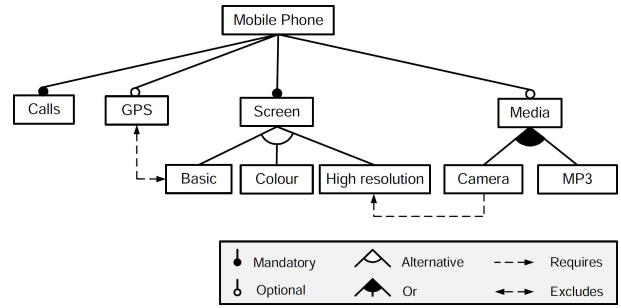 Mobile Phone
Calls
GPS
Screen
Media
Basic
Colour
High resolution
Camera
MP3
Mandatory
Alternative
Requires
Optional
Or
Excludes